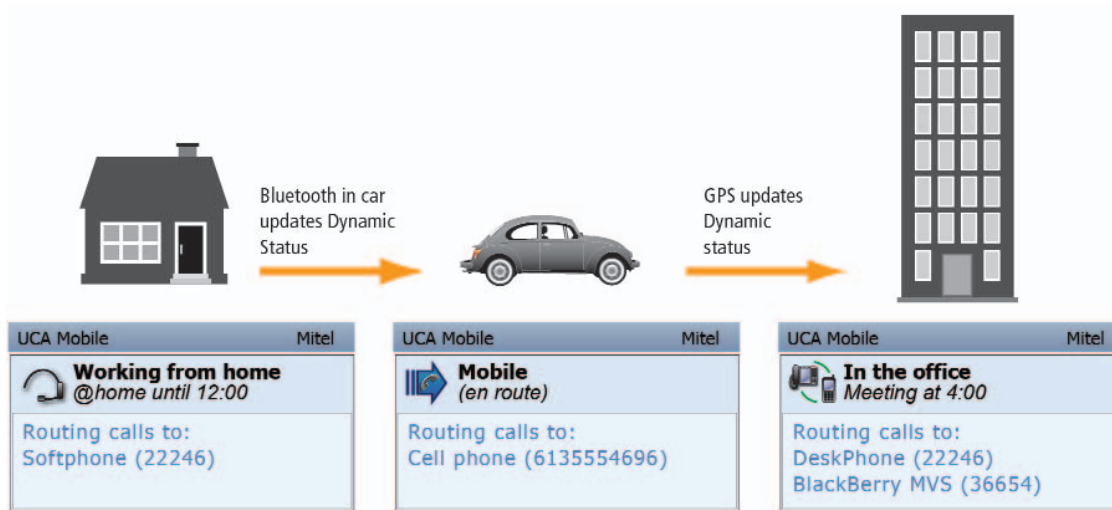 Bluetooth in car
updates Dynamic
Status
GPS updates
Dynamic
status
UCA Mobile Mitel
Working from home
@home until 12:00
Routing calls to:
Softphone (22246)
UCA Mobile Mitel
Mobile
(en route)
Routing calls to:
Cell phone (6135554696)
UCA Mobile Mitel
In the office
Meeting at 4:00
Routing calls to:
DeskPhone (22246)
BlackBerry MVS (36654)